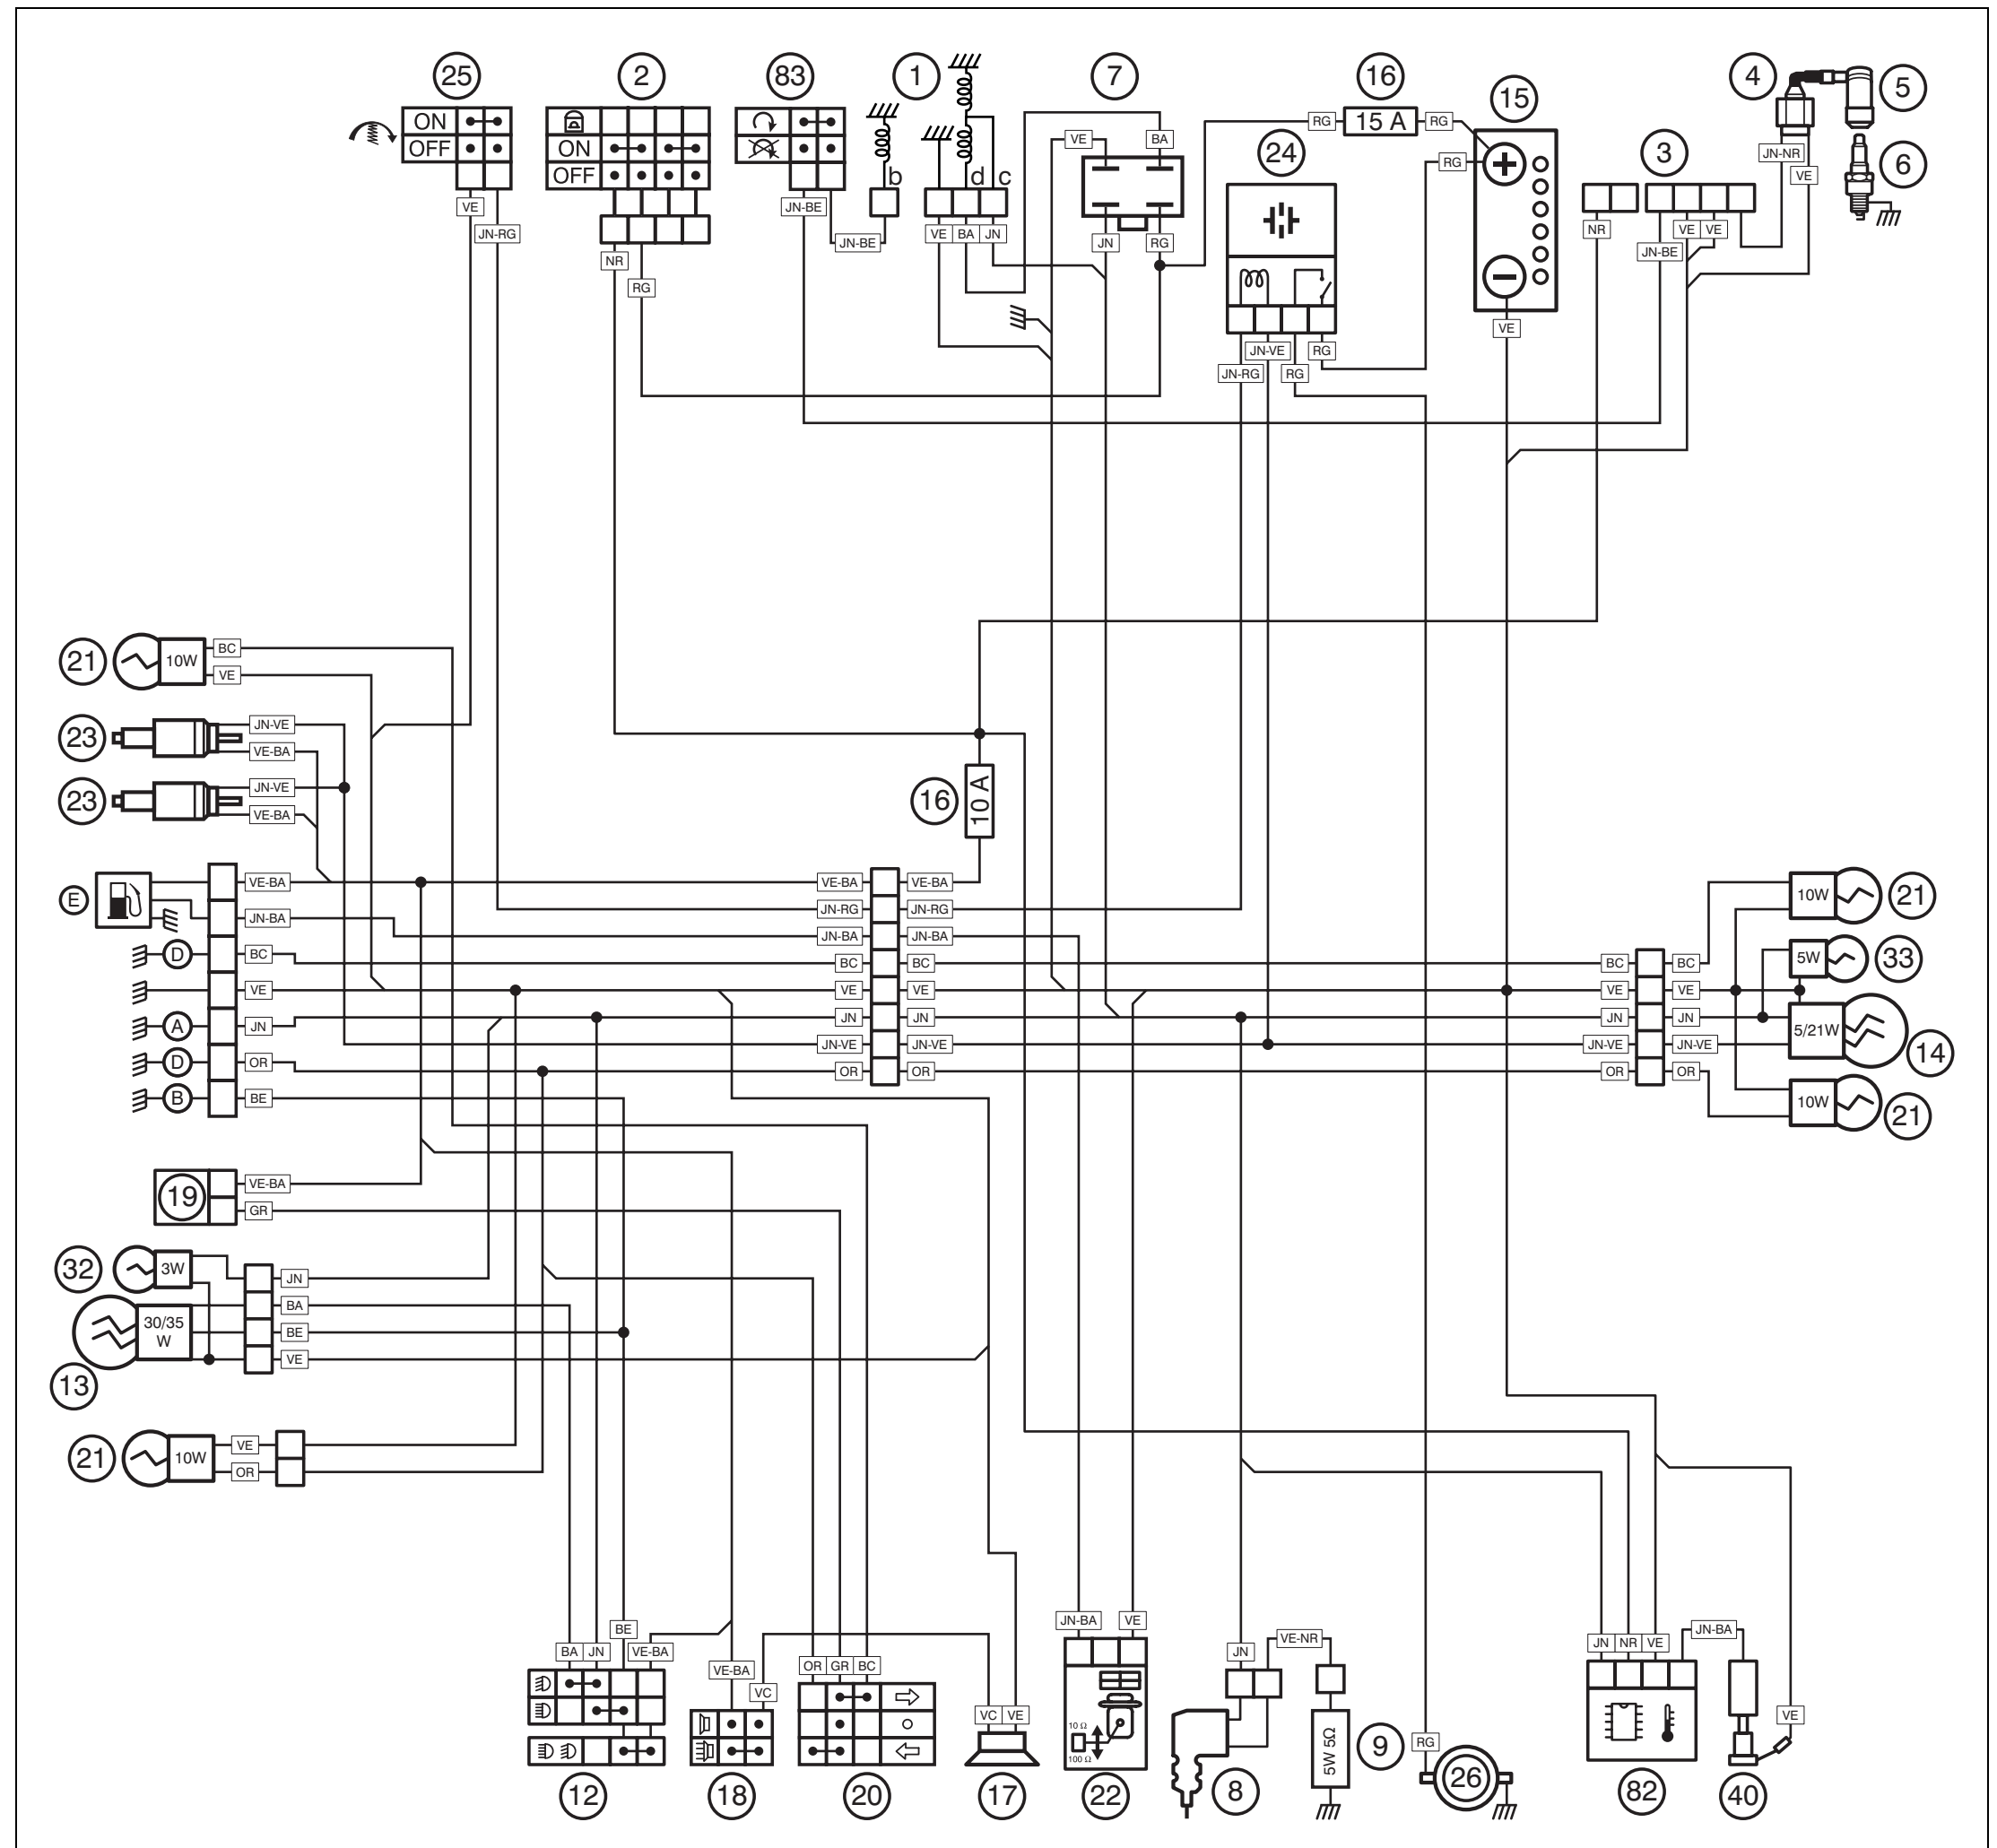 25 2 83 1 7 16 15 4 5
ON ON
OFF OFF
b d c
VE BA RG 15 A RG
24 RG 3 JN-NR 6
VE JN-BE VE
JN-RG JN-BE VE BA JN JN RG NR VE VE
NR JN-BE
RG
VE
JN-VE RG
JN-RG RG
21 10W BC
VE
23 JN-VE
VE-BA
23 JN-VE
VE-BA
16 10 A
E VE-BA VE-BA VE-BA 10W 21
JN-RG JN-RG
JN-BA JN-BA JN-BA
D BC BC BC BC BC 5W 33
VE VE VE VE VE
A JN JN JN JN JN 5/21W 14
D OR JN-VE JN-VE JN-VE JN-VE
OR OR OR OR
B BE 10W 21
19 VE-BA
GR
32 3W JN
BA
30/35
W
BE
VE
13
21 10W VE
OR
BE JN-BA VE
BA JN VE-BA JN VE-NR JN NR VE JN-BA
VE-BA OR GR BC
VC
VC VE 10 Ω
100 Ω
5W 5Ω
RG VE
9 26
12 18 20 17 22 8 82 40